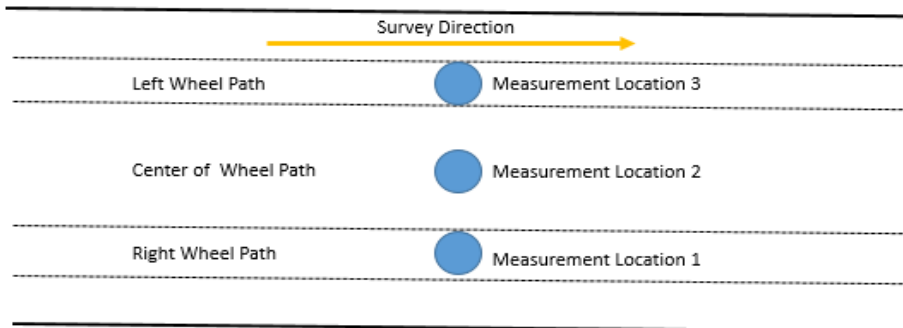 Survey Direction
Left Wheel Path
Measurement Location 3
Center of Wheel Path
Measurement Location 2
Right Wheel Path
Measurement Location 1